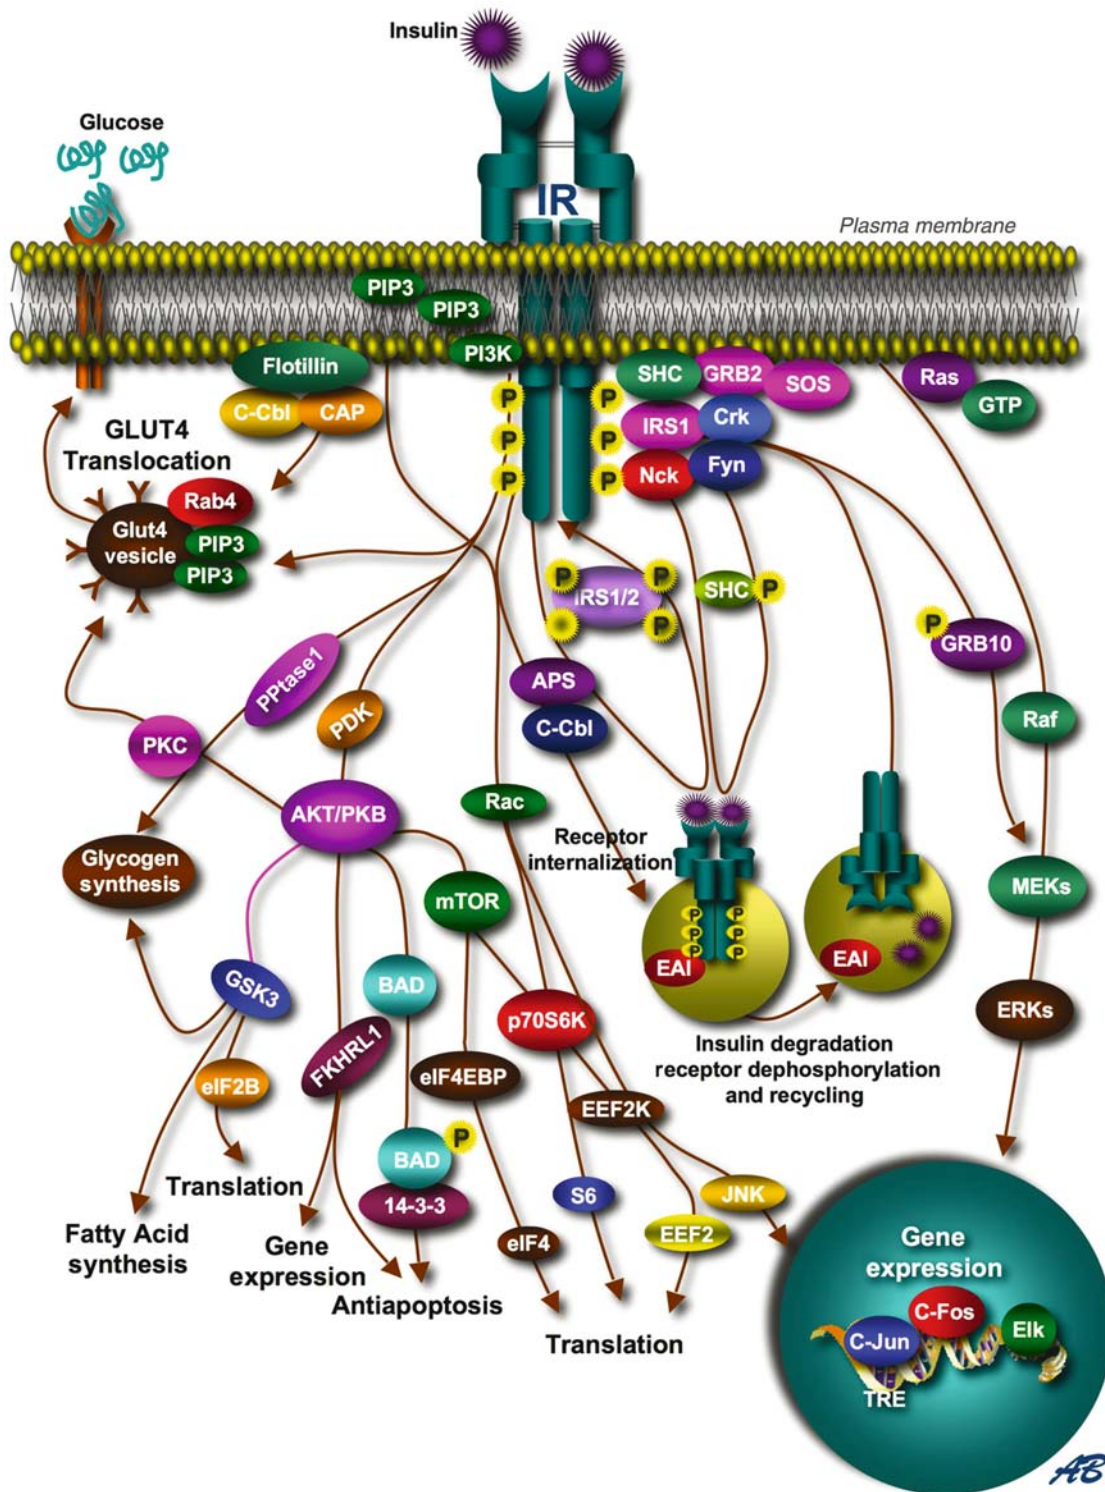 Insulin
Glucose
IR
Plasma membrane
PIP3
PIP3
PI3K
Flotillin
C-Cbl
CAP
SHC
GRB2
SOS
Ras
GTP
IRS1
Crk
Nck
Fyn
P
P
P
P
P
P
GLUT4
Translocation
Rab4
Glut4
vesicle
PIP3
PIP3
P
P
IRS1/2
P
SHC
P
P
GRB10
PPtase1
APS
C-Cbl
PDK
Raf
PKC
AKT/PKB
Rac
Receptor
internalization
Glycogen
synthesis
mTOR
MEKs
P
P
P
P
P
P
EAI
EAI
GSK3
BAD
p70S6K
ERKs
FKHRL1
eIF4EBP
Insulin degradation
receptor dephosphorylation
and recycling
eIF2B
EEF2K
P
BAD
14-3-3
Translation
S6
JNK
Fatty Acid
synthesis
Gene
expression
eIF4
EEF2
Antiapoptosis
Translation
Gene
expression
C-Fos
C-Jun
Elk
TRE
AB